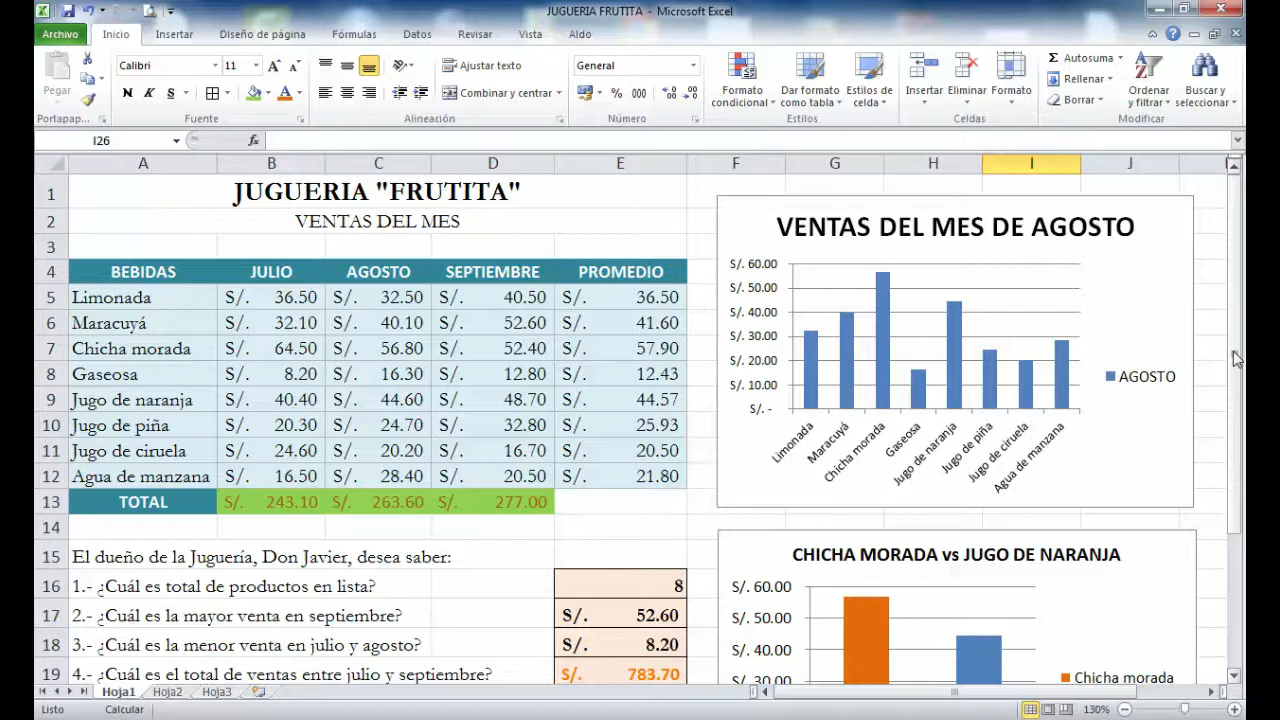 JUGUERIA FRUTITA - Microsoft Excel
Archivo Inicio Insertar Diseño de página Fórmulas Datos Revisar Vista Aldo
Pegar
Portapap...
Calibri 11
N K S
Fuente
Ajustar texto
Combinar y centrar
Alineación
General
% 000
Número
Formato condicional
Dar formato como tabla
Estilos de celda
Estilos
Insertar Eliminar Formato
Celdas
Autosuma
Rellenar
Borrar
Ordenar y filtrar
Buscar y seleccionar
Modificar
I26 fx
A B C D E F G H I J
1 JUGUERIA "FRUTITA"
2 VENTAS DEL MES
3
4 BEBIDAS JULIO AGOSTO SEPTIEMBRE PROMEDIO
5 Limonada S/. 36.50 S/. 32.50 S/. 40.50 S/. 36.50
6 Maracuyá S/. 32.10 S/. 40.10 S/. 52.60 S/. 41.60
7 Chicha morada S/. 64.50 S/. 56.80 S/. 52.40 S/. 57.90
8 Gaseosa S/. 8.20 S/. 16.30 S/. 12.80 S/. 12.43
9 Jugo de naranja S/. 40.40 S/. 44.60 S/. 48.70 S/. 44.57
10 Jugo de piña S/. 20.30 S/. 24.70 S/. 32.80 S/. 25.93
11 Jugo de ciruela S/. 24.60 S/. 20.20 S/. 16.70 S/. 20.50
12 Agua de manzana S/. 16.50 S/. 28.40 S/. 20.50 S/. 21.80
13 TOTAL S/. 243.10 S/. 263.60 S/. 277.00
14
15 El dueño de la Juguería, Don Javier, desea saber:
16 1.- ¿Cuál es total de productos en lista? 8
17 2.- ¿Cuál es la mayor venta en septiembre? S/. 52.60
18 3.- ¿Cuál es la menor venta en julio y agosto? S/. 8.20
19 4.- ¿Cuál es el total de ventas entre julio y septiembre? S/. 783.70
VENTAS DEL MES DE AGOSTO
S/. 60.00
S/. 50.00
S/. 40.00
S/. 30.00
S/. 20.00
S/. 10.00
S/. -
Limonada
Maracuyá
Chicha morada
Gaseosa
Jugo de naranja
Jugo de piña
Jugo de ciruela
Agua de manzana
AGOSTO
CHICHA MORADA vs JUGO DE NARANJA
S/. 60.00
S/. 50.00
S/. 40.00
S/. 30.00
Chicha morada
Hoja1 Hoja2 Hoja3
Listo Calcular 130%